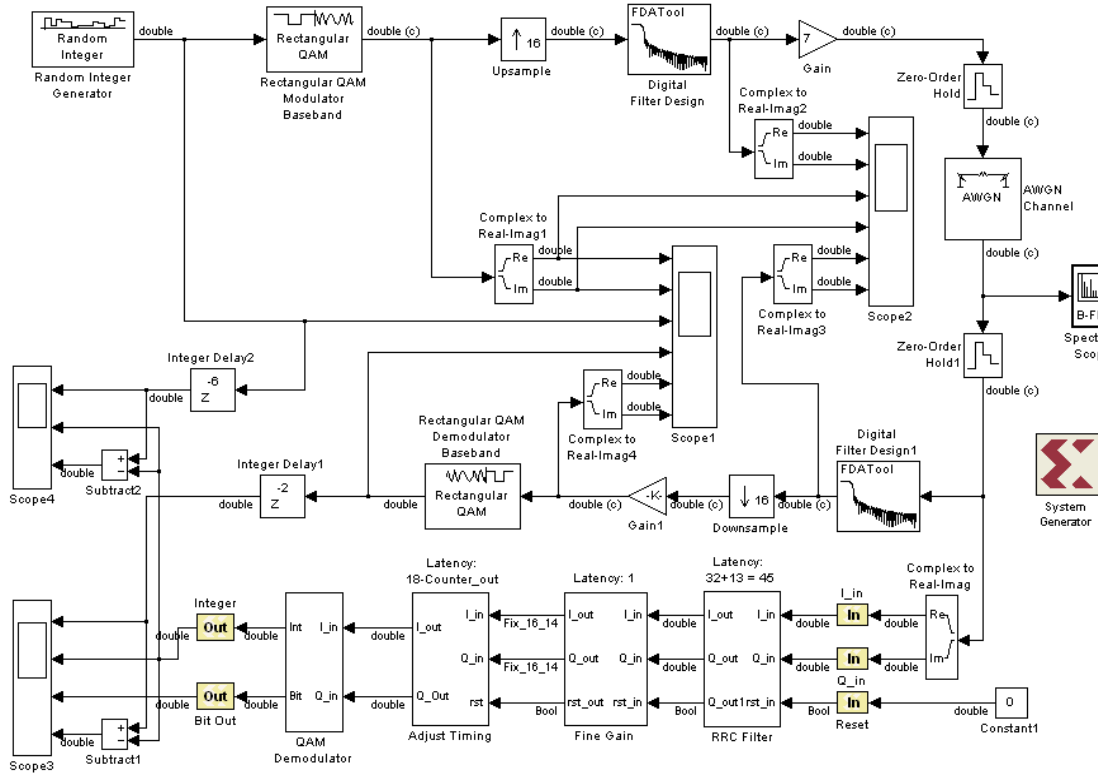 Random
Integer
Random Integer
Generator
double
Rectangular
QAM
Rectangular QAM
Modulator
Baseband
double (c)
16
Upsample
double (c)
FDATool
Digital
Filter Design
double (c)
7
Gain
double (c)
Zero-Order
Hold
double (c)
AWGN
AWGN
Channel
double (c)
Complex to
Real-Imag2
Re
Im
double
double
Scope2
Complex to
Real-Imag1
Re
Im
double
double
Scope1
Re
Im
double
double
Complex to
Real-Imag3
B-F
Spect
Sco
Zero-Order
Hold1
double (c)
Integer Delay2
-6
Z
double
double
Scope4
+
−
Subtract2
double
Re
Im
double
double
Complex to
Real-Imag4
Rectangular QAM
Demodulator
Baseband
Rectangular
QAM
double
Integer Delay1
-2
Z
double
double (c)
-K-
Gain1
double (c)
16
Downsample
double (c)
Digital
Filter Design1
FDATool
System
Generator
Complex to
Real-Imag
Re
Im
Latency:
18-Counter_out
Latency: 1
Latency:
32+13 = 45
I_in
In
double
double
Q_in
In
double
double
In
Reset
Bool
double
0
Constant1
I_out
I_in
Q_out
Q_in
Q_out1
rst_in
RRC Filter
double
double
Bool
I_out
I_in
Q_out
Q_in
rst_out
rst_in
Fine Gain
Fix_16_14
Fix_16_14
Bool
I_out
I_in
Q_in
Q_Out
rst
Adjust Timing
double
double
Int
I_in
Bit
Q_in
QAM
Demodulator
double
double
Integer
Out
double
Out
Bit Out
double
+
−
Subtract1
double
Scope3